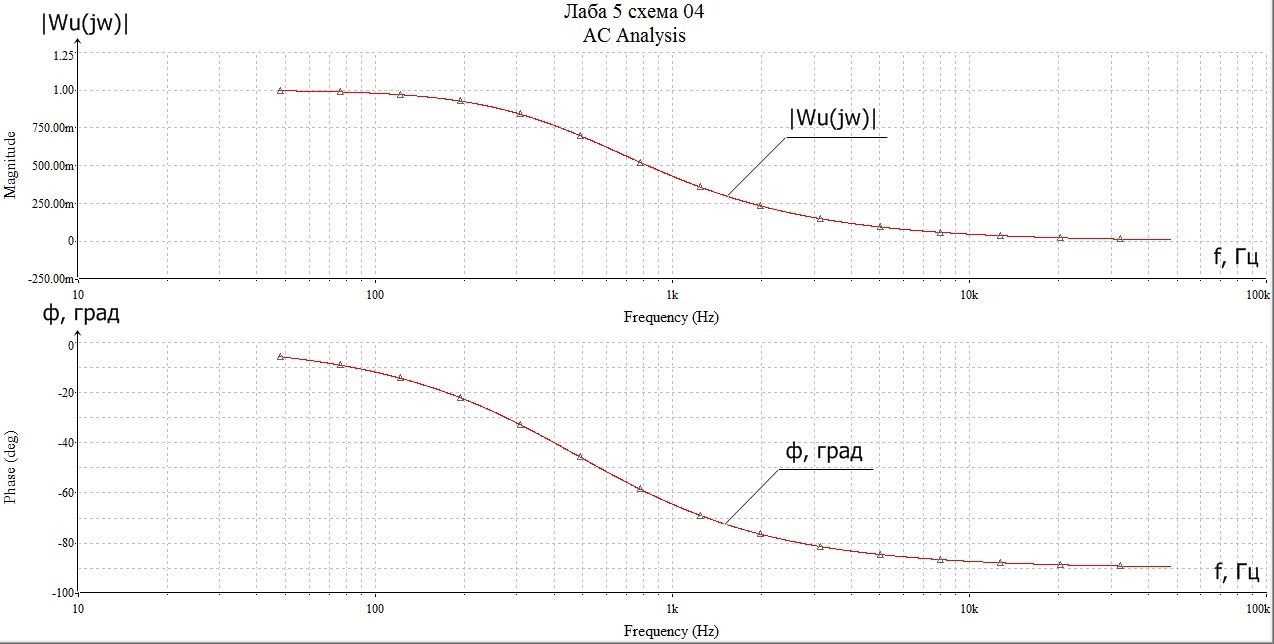 Лаба 5 схема 04
AC Analysis
|Wu(jw)|
1.25
1.00
750.00m
500.00m
250.00m
0
-250.00m
Magnitude
|Wu(jw)|
f, Гц
10 100 1k 10k 100k
Frequency (Hz)
ф, град
0
-20
-40
-60
-80
-100
Phase (deg)
ф, град
f, Гц
10 100 1k 10k 100k
Frequency (Hz)